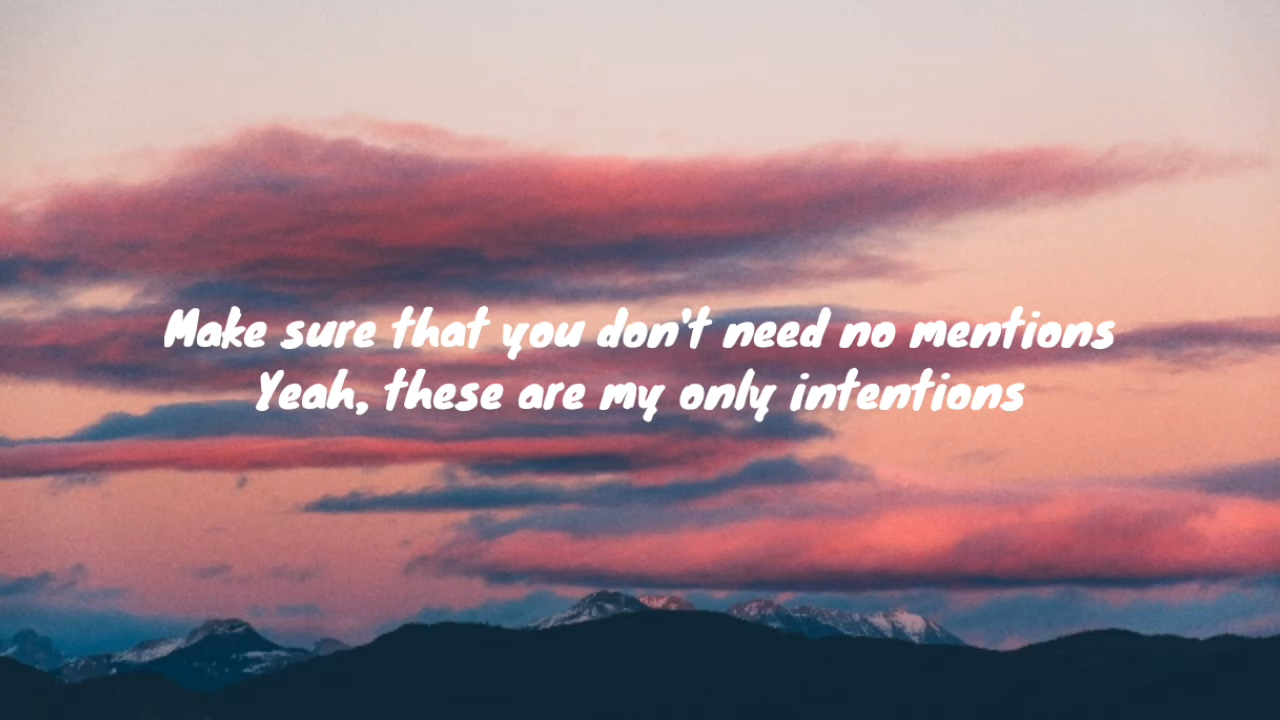 Make sure that you don't need no mentions
Yeah, these are my only intentions